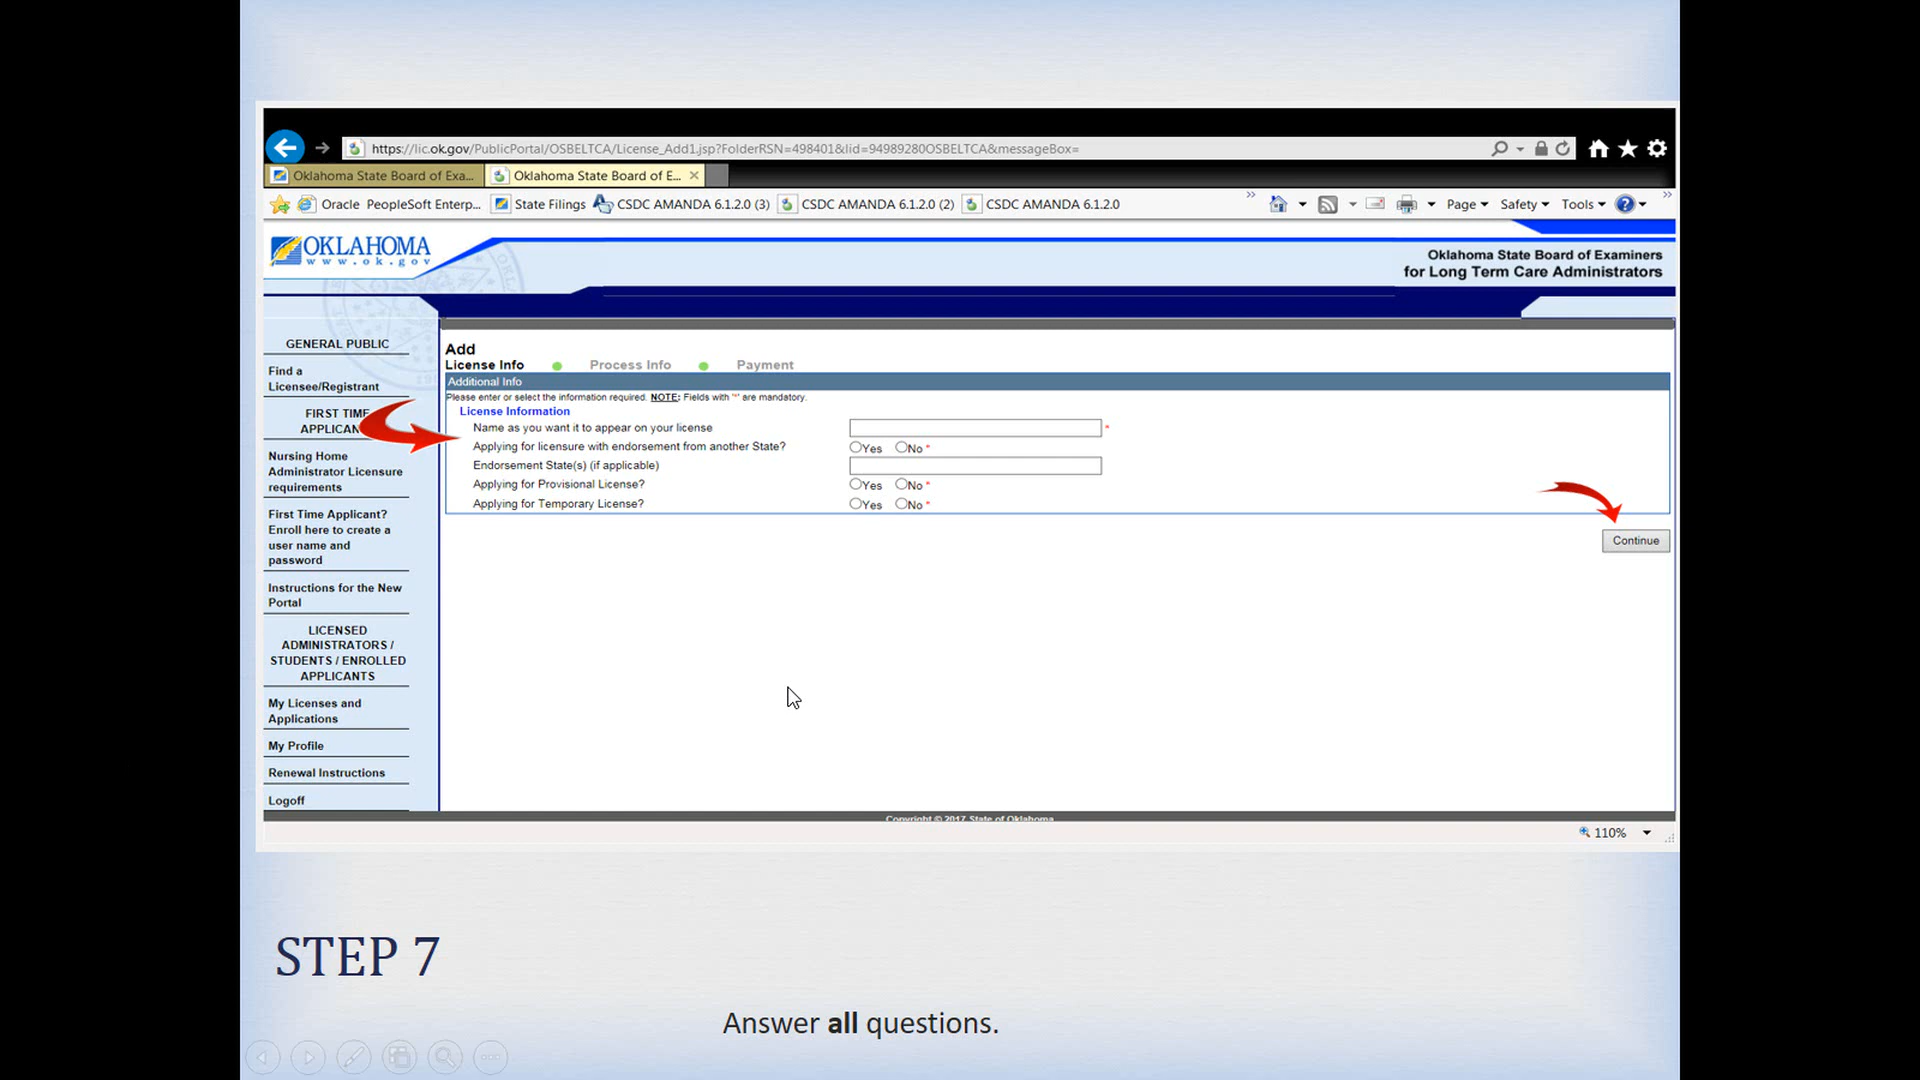 https://lic.ok.gov/PublicPortal/OSBELTCA/License_Add1.jsp?FolderRSN=498401&lid=94989280OSBELTCA&messageBox=
Oklahoma State Board of Exa...
Oklahoma State Board of E...
Oracle PeopleSoft Enterp...
State Filings
CSDC AMANDA 6.1.2.0 (3)
CSDC AMANDA 6.1.2.0 (2)
CSDC AMANDA 6.1.2.0
Page
Safety
Tools
OKLAHOMA
www.ok.gov
Oklahoma State Board of Examiners
for Long Term Care Administrators
GENERAL PUBLIC
Find a
Licensee/Registrant
FIRST TIME
APPLICAN
Nursing Home
Administrator Licensure
requirements
First Time Applicant?
Enroll here to create a
user name and
password
Instructions for the New
Portal
LICENSED
ADMINISTRATORS /
STUDENTS / ENROLLED
APPLICANTS
My Licenses and
Applications
My Profile
Renewal Instructions
Logoff
Add
License Info
Process Info
Payment
Additional Info
Please enter or select the information required. NOTE: Fields with '*' are mandatory.
License Information
Name as you want it to appear on your license *
Applying for licensure with endorsement from another State? Yes No *
Endorsement State(s) (if applicable)
Applying for Provisional License? Yes No *
Applying for Temporary License? Yes No *
Continue
Copyright © 2017 State of Oklahoma
110%
STEP 7
Answer all questions.